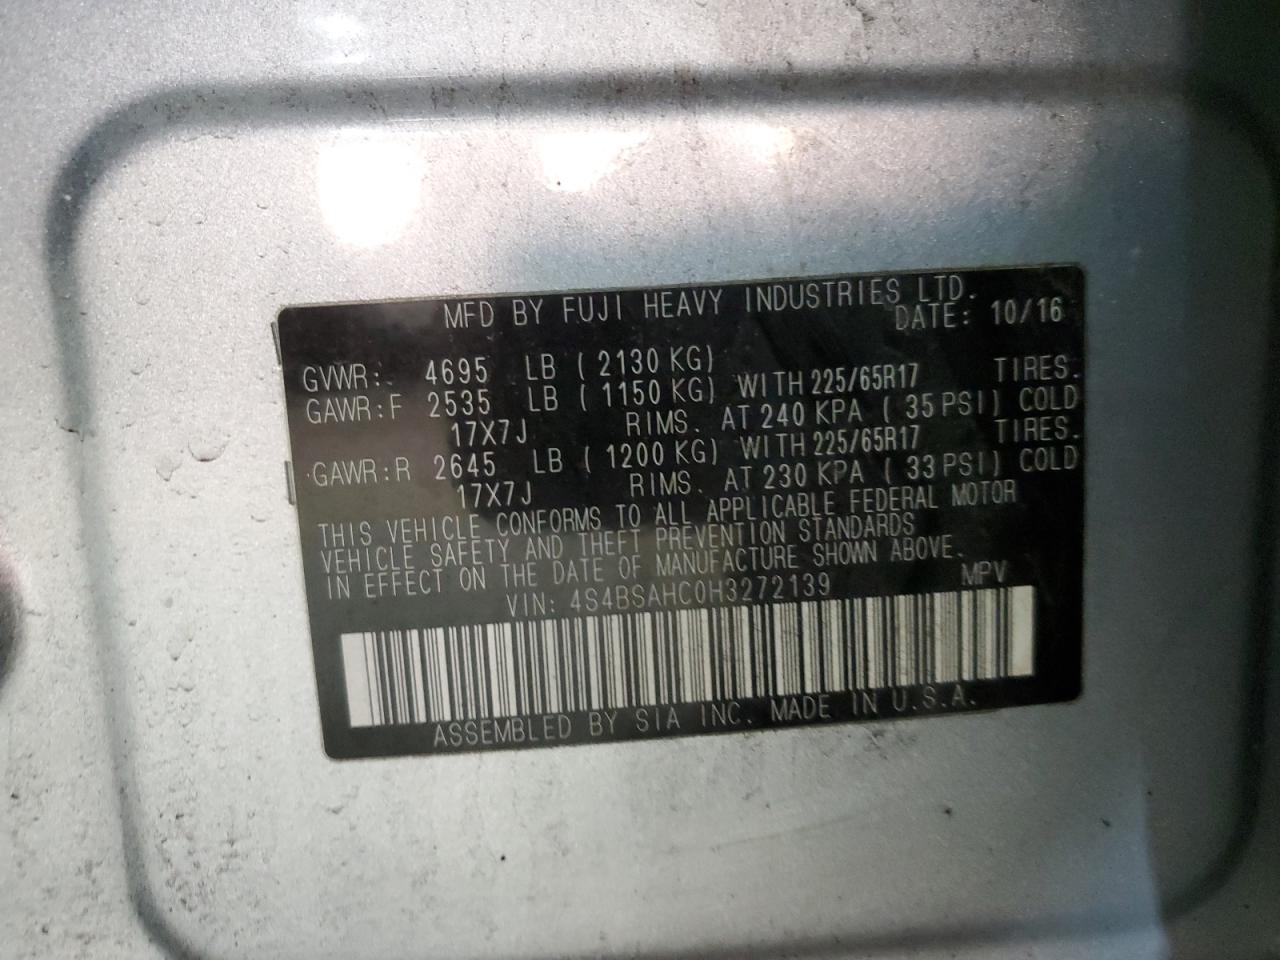 MFD BY FUJI HEAVY INDUSTRIES LTD.
DATE: 10/16
GVWR: 4695 LB ( 2130 KG)
GAWR:F 2535 LB ( 1150 KG) WITH 225/65R17 TIRES.
17X7J RIMS. AT 240 KPA ( 35 PSI) COLD
GAWR:R 2645 LB ( 1200 KG) WITH 225/65R17 TIRES.
17X7J RIMS. AT 230 KPA ( 33 PSI) COLD
THIS VEHICLE CONFORMS TO ALL APPLICABLE FEDERAL MOTOR
VEHICLE SAFETY AND THEFT PREVENTION STANDARDS
IN EFFECT ON THE DATE OF MANUFACTURE SHOWN ABOVE.
VIN: 4S4BSAHC0H3272139 MPV
ASSEMBLED BY SIA INC. MADE IN U.S.A.